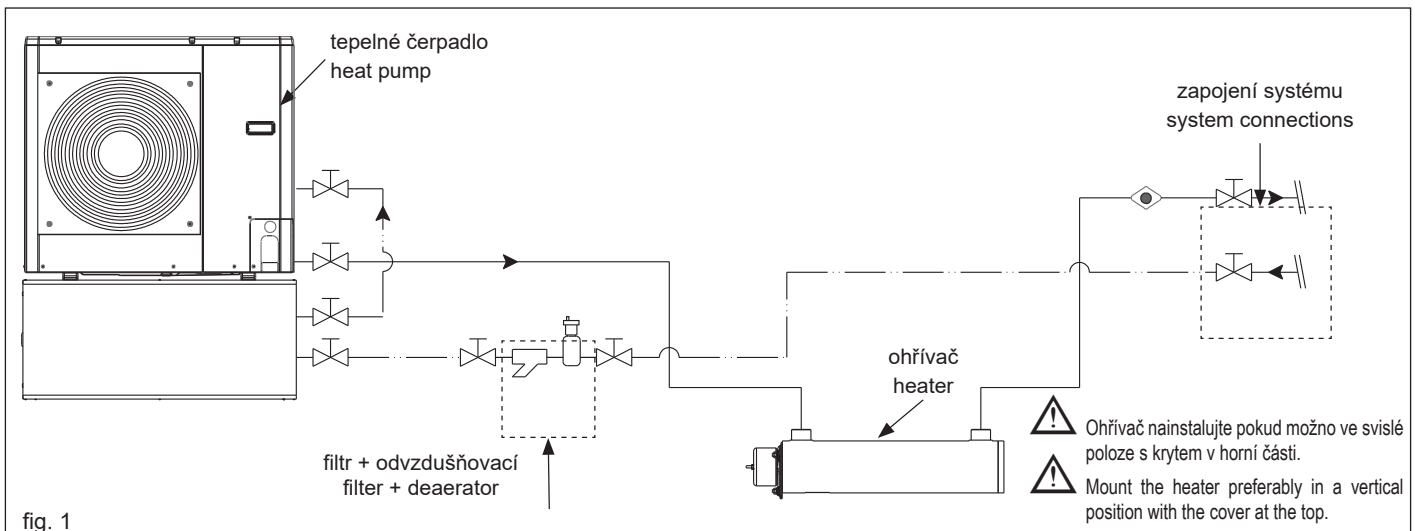 tepelné čerpadlo
heat pump
zapojení systému
system connections
ohřívač
heater
filtr + odvzdušňovací
filter + deaerator
Ohřívač nainstalujte pokud možno ve svislé
poloze s krytem v horní části.
Mount the heater preferably in a vertical
position with the cover at the top.
fig. 1